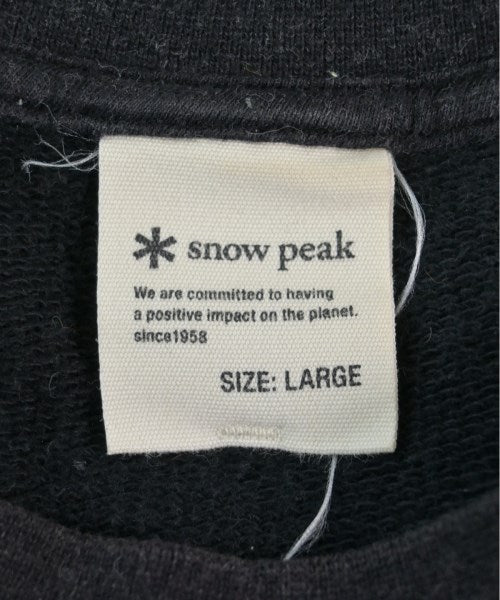 snow peak
We are committed to having
a positive impact on the planet.
since1958
SIZE: LARGE